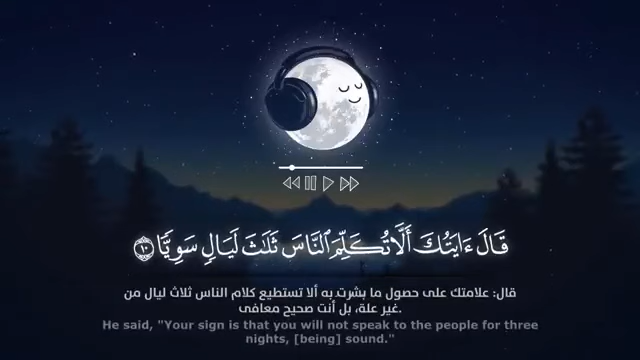 قَالَ ءَايَتُكَ أَلَّا تُكَلِّمَ ٱلنَّاسَ ثَلَٰثَ لَيَالٍ سَوِيًّا ١٠
قال: علامتك على حصول ما بشرت به ألا تستطيع كلام الناس ثلاث ليال من
غير علة، بل أنت صحيح معافى.
He said, "Your sign is that you will not speak to the people for three
nights, [being] sound."